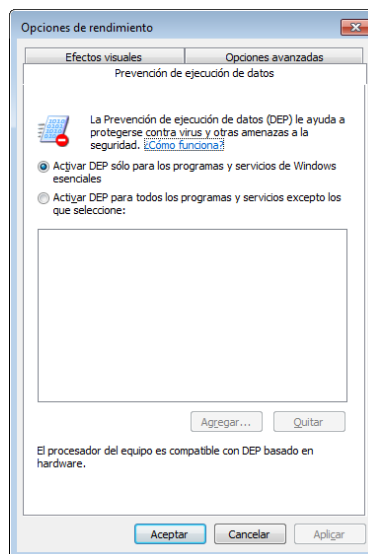 Opciones de rendimiento
Efectos visuales
Opciones avanzadas
Prevención de ejecución de datos
La Prevención de ejecución de datos (DEP) le ayuda a
protegerse contra virus y otras amenazas a la
seguridad. ¿Cómo funciona?
Activar DEP sólo para los programas y servicios de Windows
esenciales
Activar DEP para todos los programas y servicios excepto los
que seleccione:
Agregar...
Quitar
El procesador del equipo es compatible con DEP basado en
hardware.
Aceptar
Cancelar
Aplicar